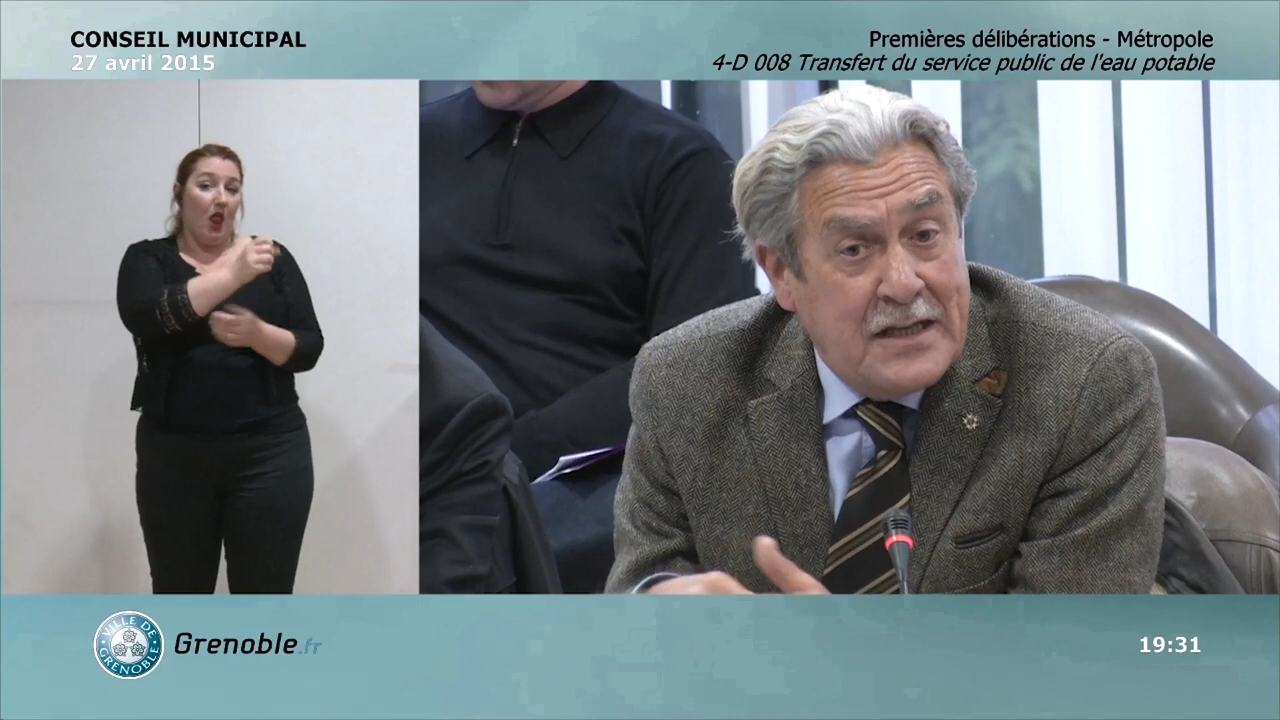 CONSEIL MUNICIPAL
27 avril 2015
Premières délibérations - Métropole
4-D 008 Transfert du service public de l'eau potable
VILLE DE GRENOBLE
Grenoble.fr
19:31